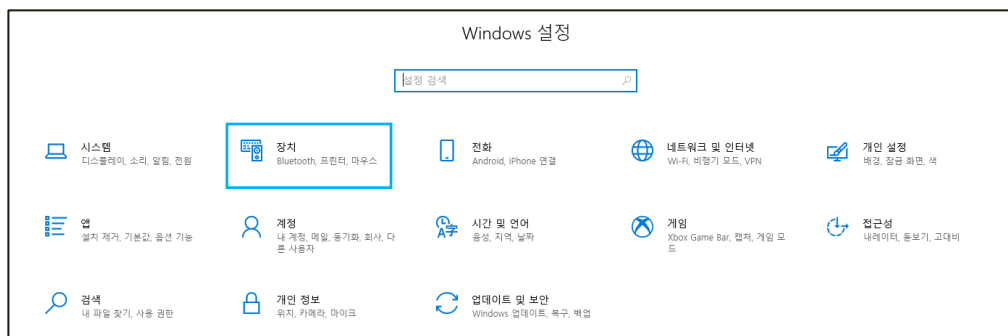 Windows 설정
설정 검색
시스템
디스플레이, 소리, 알림, 전원
장치
Bluetooth, 프린터, 마우스
전화
Android, iPhone 연결
네트워크 및 인터넷
Wi-Fi, 비행기 모드, VPN
개인 설정
배경, 잠금 화면, 색
앱
설치 제거, 기본값, 옵션 기능
계정
내 계정, 메일, 동기화, 회사, 다
른 사용자
시간 및 언어
음성, 지역, 날짜
게임
Xbox Game Bar, 캡처, 게임 모
드
접근성
내레이터, 돋보기, 고대비
검색
내 파일 찾기, 사용 권한
개인 정보
위치, 카메라, 마이크
업데이트 및 보안
Windows 업데이트, 복구, 백업